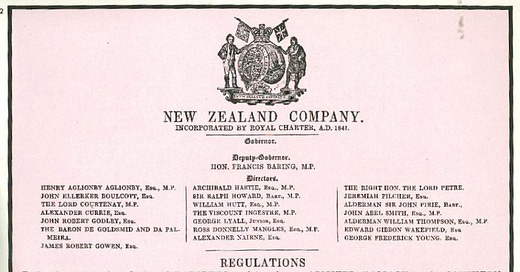 2
NEW ZEALAND COMPANY.
INCORPORATED BY ROYAL CHARTER, A.D. 1841.
Governor.
Deputy-Governor.
HON. FRANCIS BARING, M.P.
Directors.
HENRY AGLIONBY AGLIONBY, Esq., M.P.
JOHN ELLERKER BOULCOTT, Esq.
THE LORD COURTENAY, M.P.
ALEXANDER CURRIE, Esq.
JOHN ROBERT GODLEY, Esq.
THE BARON DE GOLDSMID AND DA PAL-
MEIRA.
JAMES ROBERT GOWEN, Esq.
ARCHIBALD HASTIE, Esq., M.P.
SIR RALPH HOWARD, Bart., M.P.
WILLIAM HUTT, Esq., M.P.
THE VISCOUNT INGESTRE, M.P.
GEORGE LYALL, Junior, Esq.
ROSS DONNELLY MANGLES, Esq., M.P.
ALEXANDER NAIRNE, Esq.
THE RIGHT HON. THE LORD PETRE.
JEREMIAH PILCHER, Esq.
ALDERMAN SIR JOHN PIRIE, Bart.
JOHN ABEL SMITH, Esq., M.P.
ALDERMAN WILLIAM THOMPSON, Esq., M.P.
EDWARD GIBBON WAKEFIELD, Esq
GEORGE FREDERICK YOUNG, Esq.
REGULATIONS